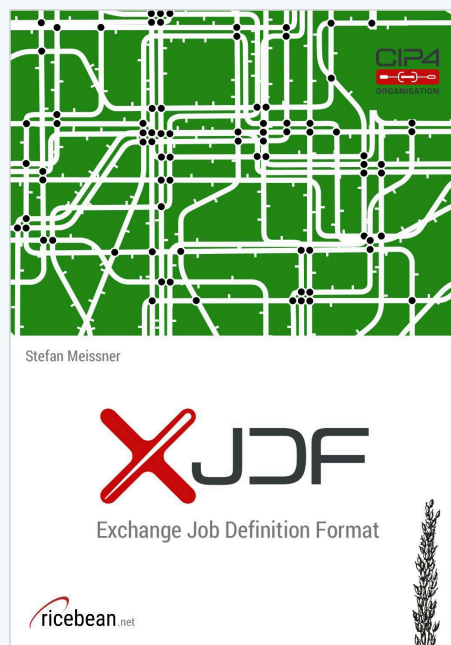 CIP4
ORGANISATION
Stefan Meissner
XJDF
Exchange Job Definition Format
ricebean.net